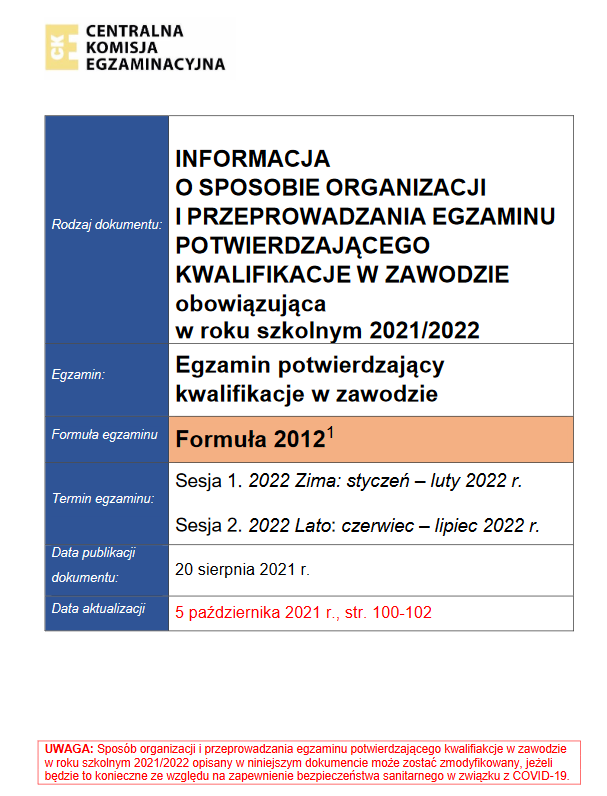 CKE
CENTRALNA
KOMISJA
EGZAMINACYJNA
Rodzaj dokumentu:
INFORMACJA
O SPOSOBIE ORGANIZACJI
I PRZEPROWADZANIA EGZAMINU
POTWIERDZAJĄCEGO
KWALIFIKACJE W ZAWODZIE
obowiązująca
w roku szkolnym 2021/2022
Egzamin:
Egzamin potwierdzający
kwalifikacje w zawodzie
Formuła egzaminu
Formuła 2012¹
Termin egzaminu:
Sesja 1. 2022 Zima: styczeń – luty 2022 r.
Sesja 2. 2022 Lato: czerwiec – lipiec 2022 r.
Data publikacji
dokumentu:
20 sierpnia 2021 r.
Data aktualizacji
5 października 2021 r., str. 100-102
UWAGA: Sposób organizacji i przeprowadzania egzaminu potwierdzającego kwalifiakcje w zawodzie
w roku szkolnym 2021/2022 opisany w niniejszym dokumencie może zostać zmodyfikowany, jeżeli
będzie to konieczne ze względu na zapewnienie bezpieczeństwa sanitarnego w związku z COVID-19.